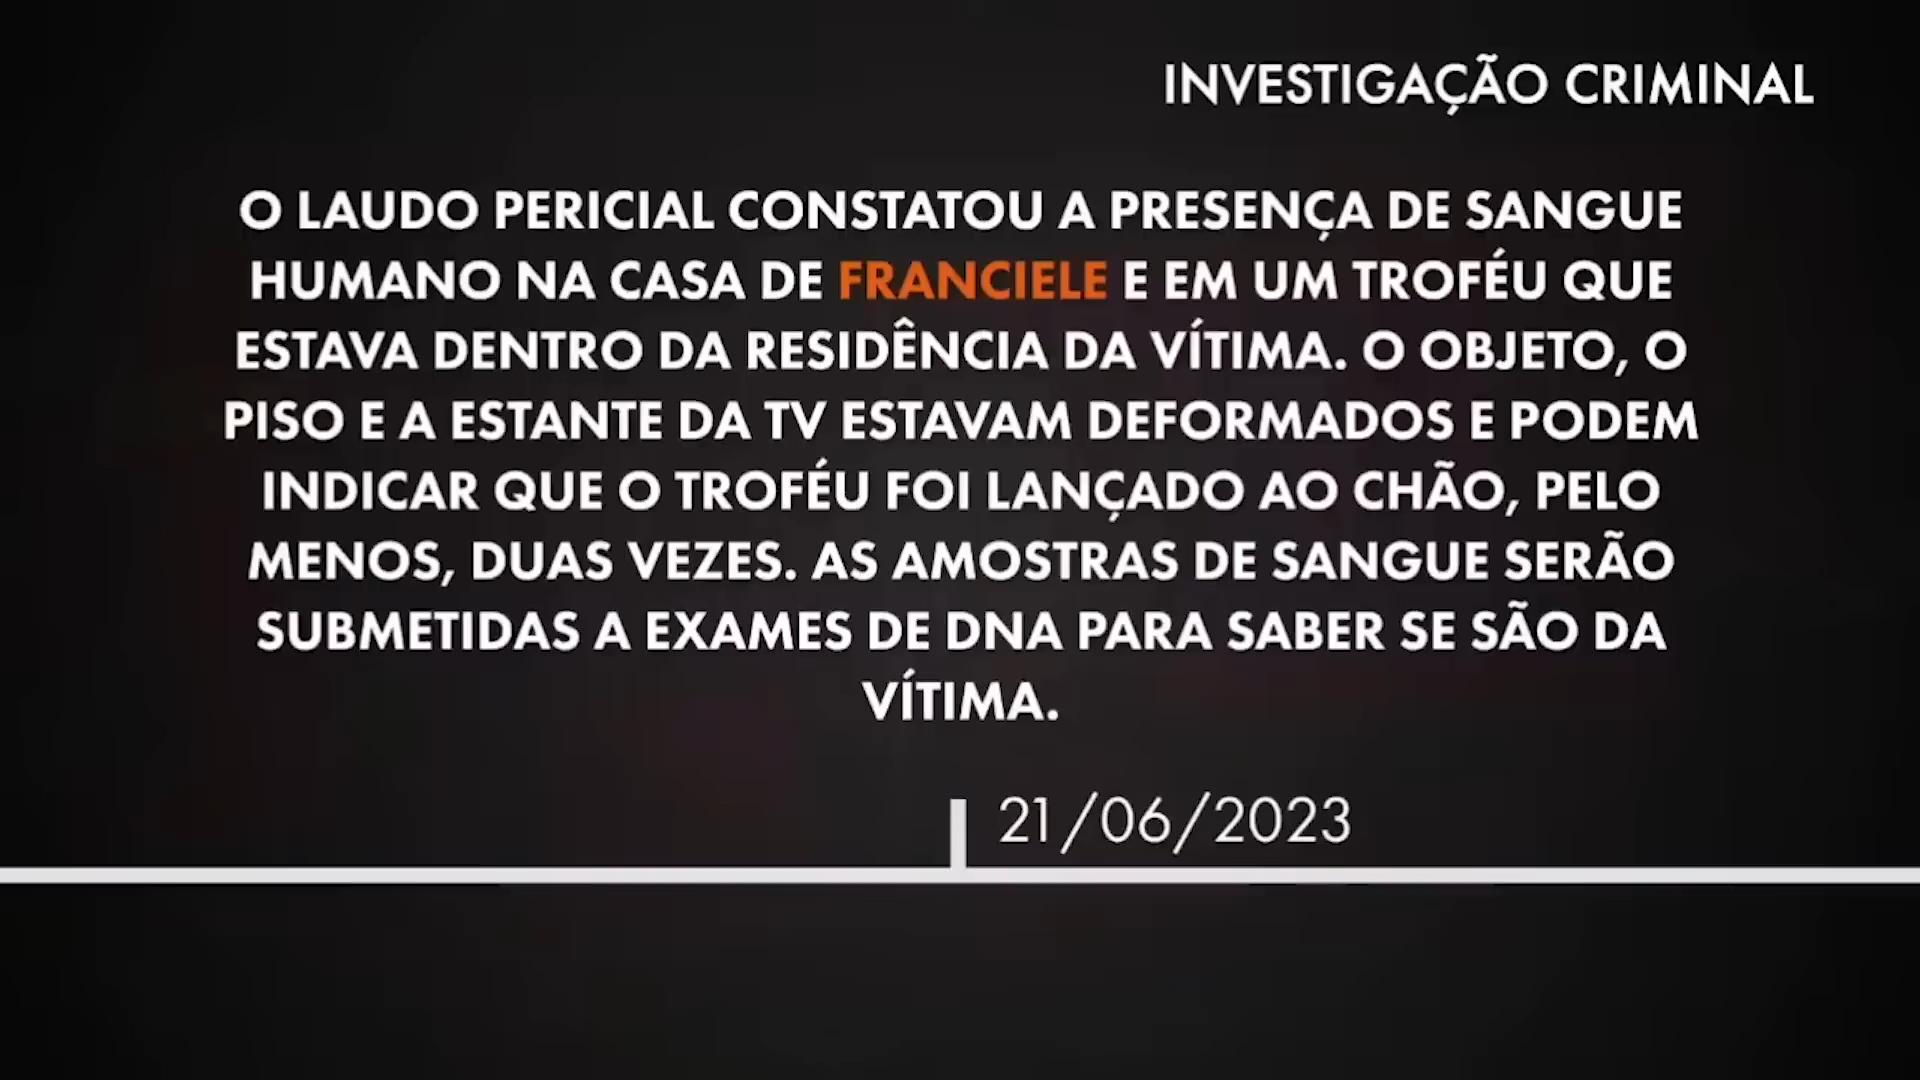 INVESTIGAÇÃO CRIMINAL
O LAUDO PERICIAL CONSTATOU A PRESENÇA DE SANGUE
HUMANO NA CASA DE FRANCIELE E EM UM TROFÉU QUE
ESTAVA DENTRO DA RESIDÊNCIA DA VÍTIMA. O OBJETO, O
PISO E A ESTANTE DA TV ESTAVAM DEFORMADOS E PODEM
INDICAR QUE O TROFÉU FOI LANÇADO AO CHÃO, PELO
MENOS, DUAS VEZES. AS AMOSTRAS DE SANGUE SERÃO
SUBMETIDAS A EXAMES DE DNA PARA SABER SE SÃO DA
VÍTIMA.
21/06/2023